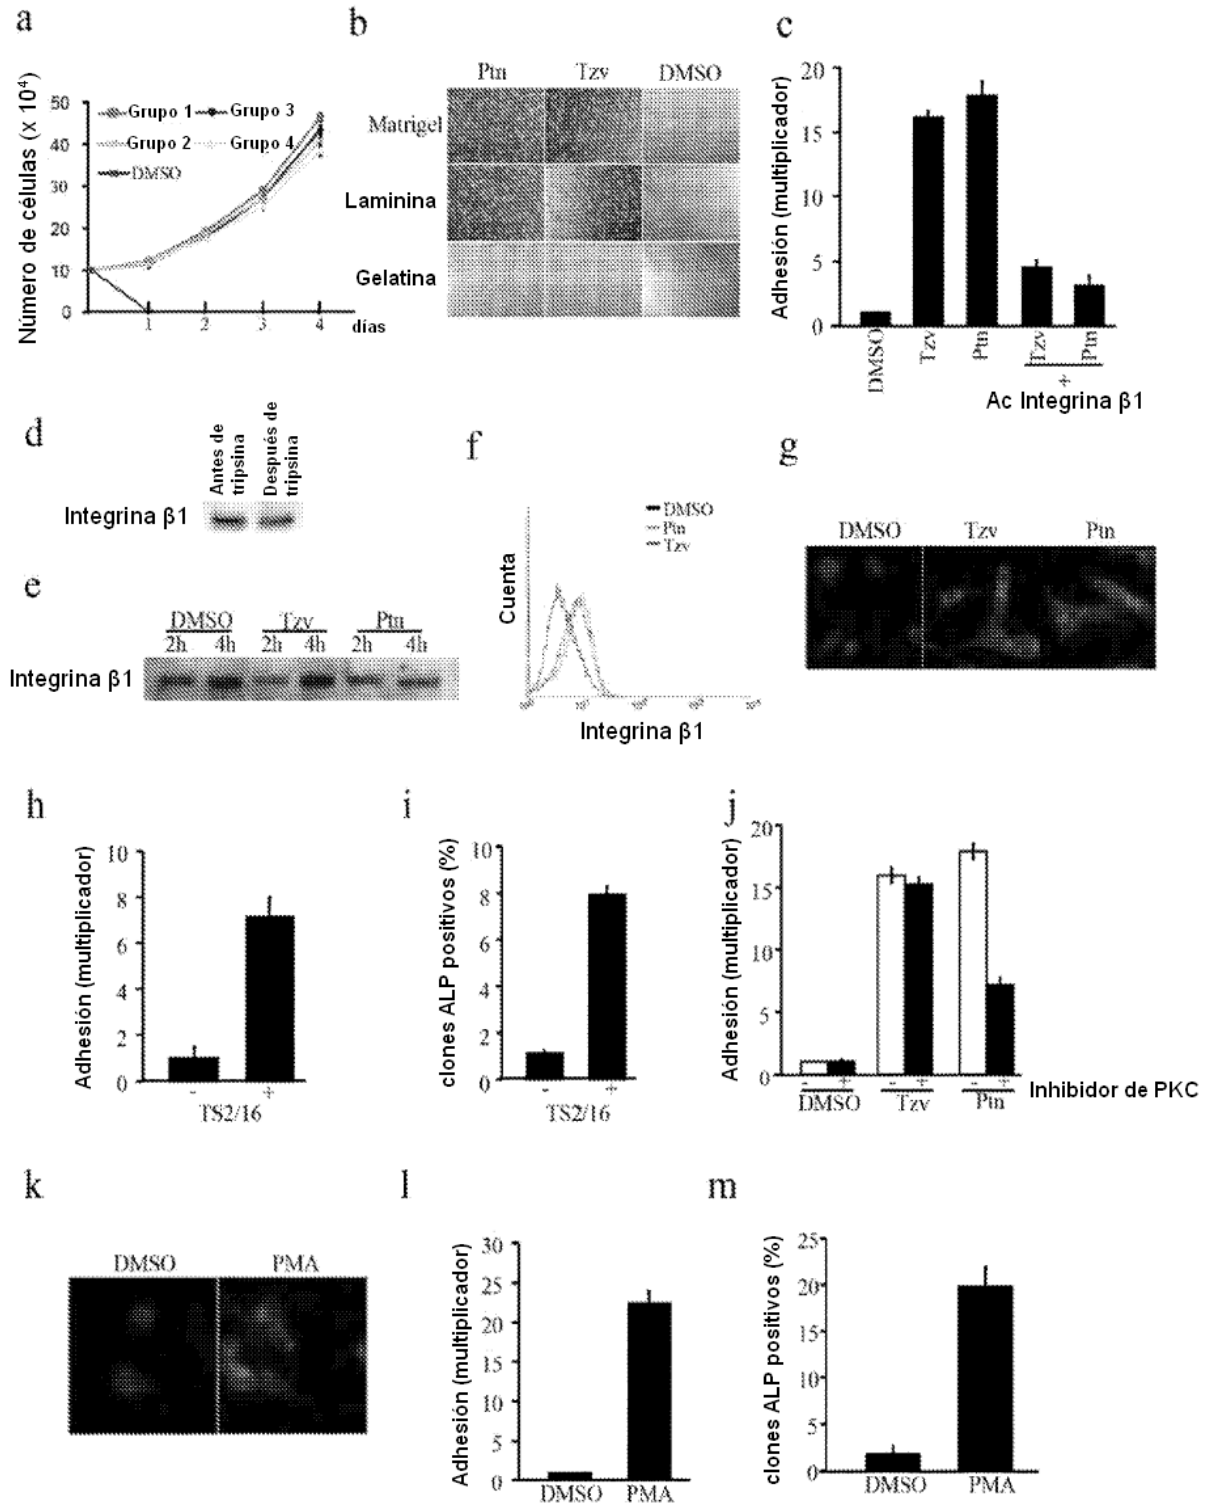 a
Número de células (x 10⁴)
50
40
30
20
10
0
Grupo 1
Grupo 3
Grupo 2
Grupo 4
DMSO
1 2 3 4 días
b
Ptn Tzv DMSO
Matrigel
Laminina
Gelatina
c
Adhesión (multiplicador)
20
15
10
5
0
DMSO
Tzv
Ptn
Tzv
Ptn
+
Ac Integrina β1
d
Antes de
tripsina
Después de
tripsina
Integrina β1
e
DMSO Tzv Ptn
2h 4h 2h 4h 2h 4h
Integrina β1
f
Cuenta
DMSO
Ptn
Tzv
Integrina β1
g
DMSO Tzv Ptn
h
Adhesión (multiplicador)
10
8
6
4
2
0
- +
TS2/16
i
clones ALP positivos (%)
10
8
6
4
2
0
- +
TS2/16
j
Adhesión (multiplicador)
20
15
10
5
0
- + - + - + Inhibidor de PKC
DMSO Tzv Ptn
k
DMSO PMA
l
Adhesión (multiplicador)
30
25
20
15
10
5
0
DMSO PMA
m
clones ALP positivos (%)
25
20
15
10
5
0
DMSO PMA